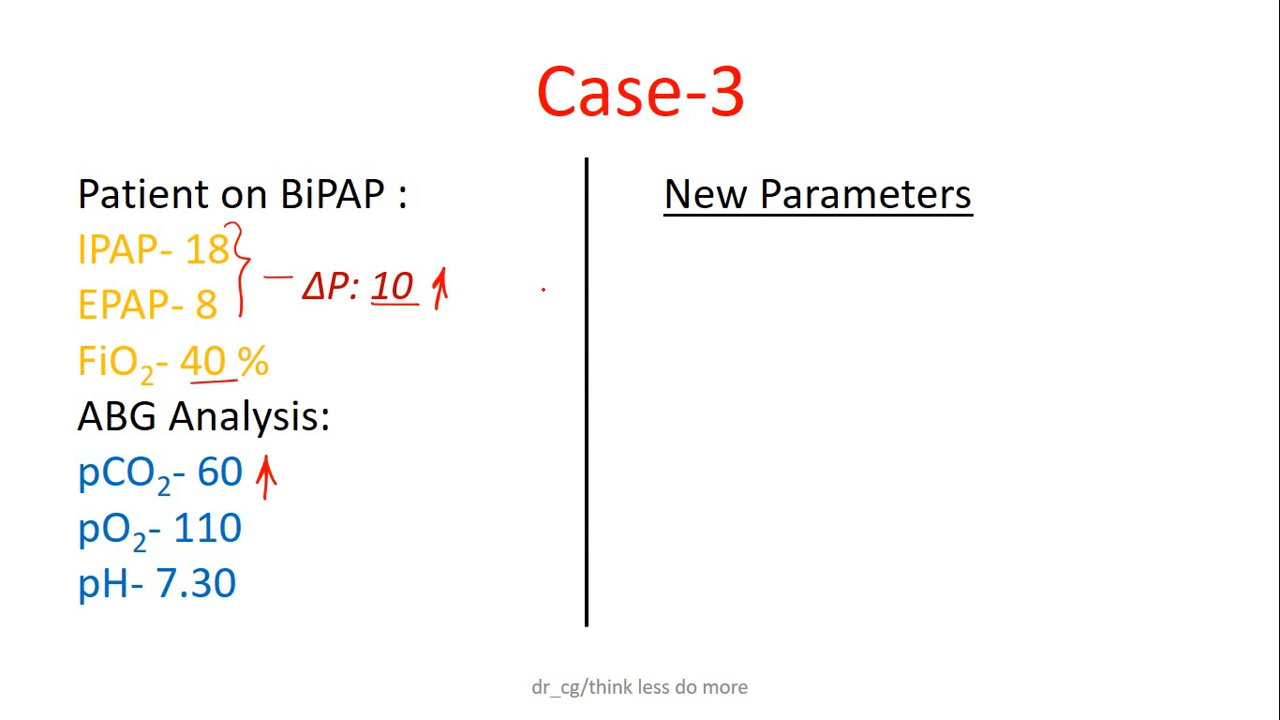 Case-3
Patient on BiPAP :
IPAP- 18
EPAP- 8
ΔP: 10 ↑
FiO₂- 40 %
ABG Analysis:
pCO₂- 60 ↑
pO₂- 110
pH- 7.30
New Parameters
dr_cg/think less do more